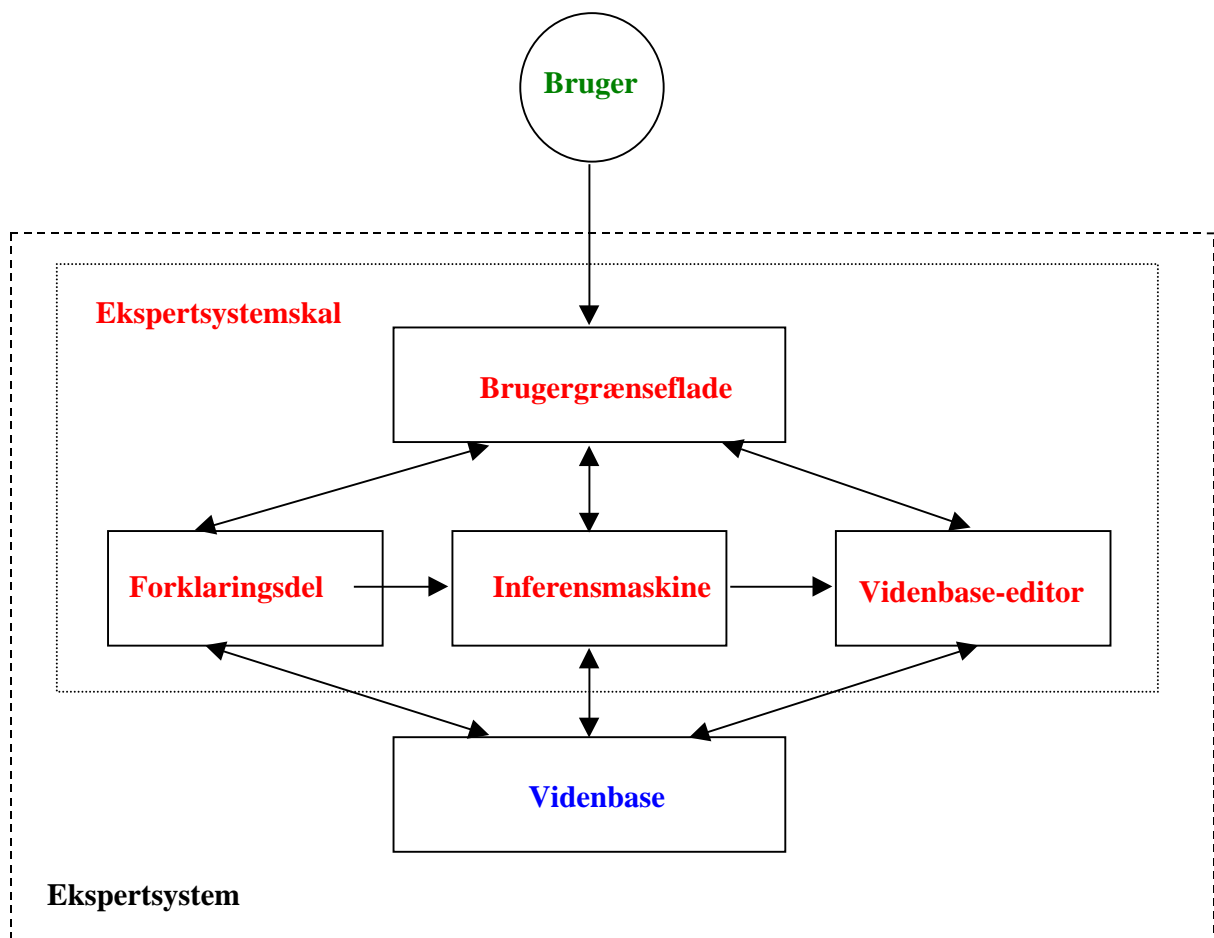 Bruger
Ekspertsystemskal
Brugergrænseflade
Forklaringsdel
Inferensmaskine
Videnbase-editor
Videnbase
Ekspertsystem